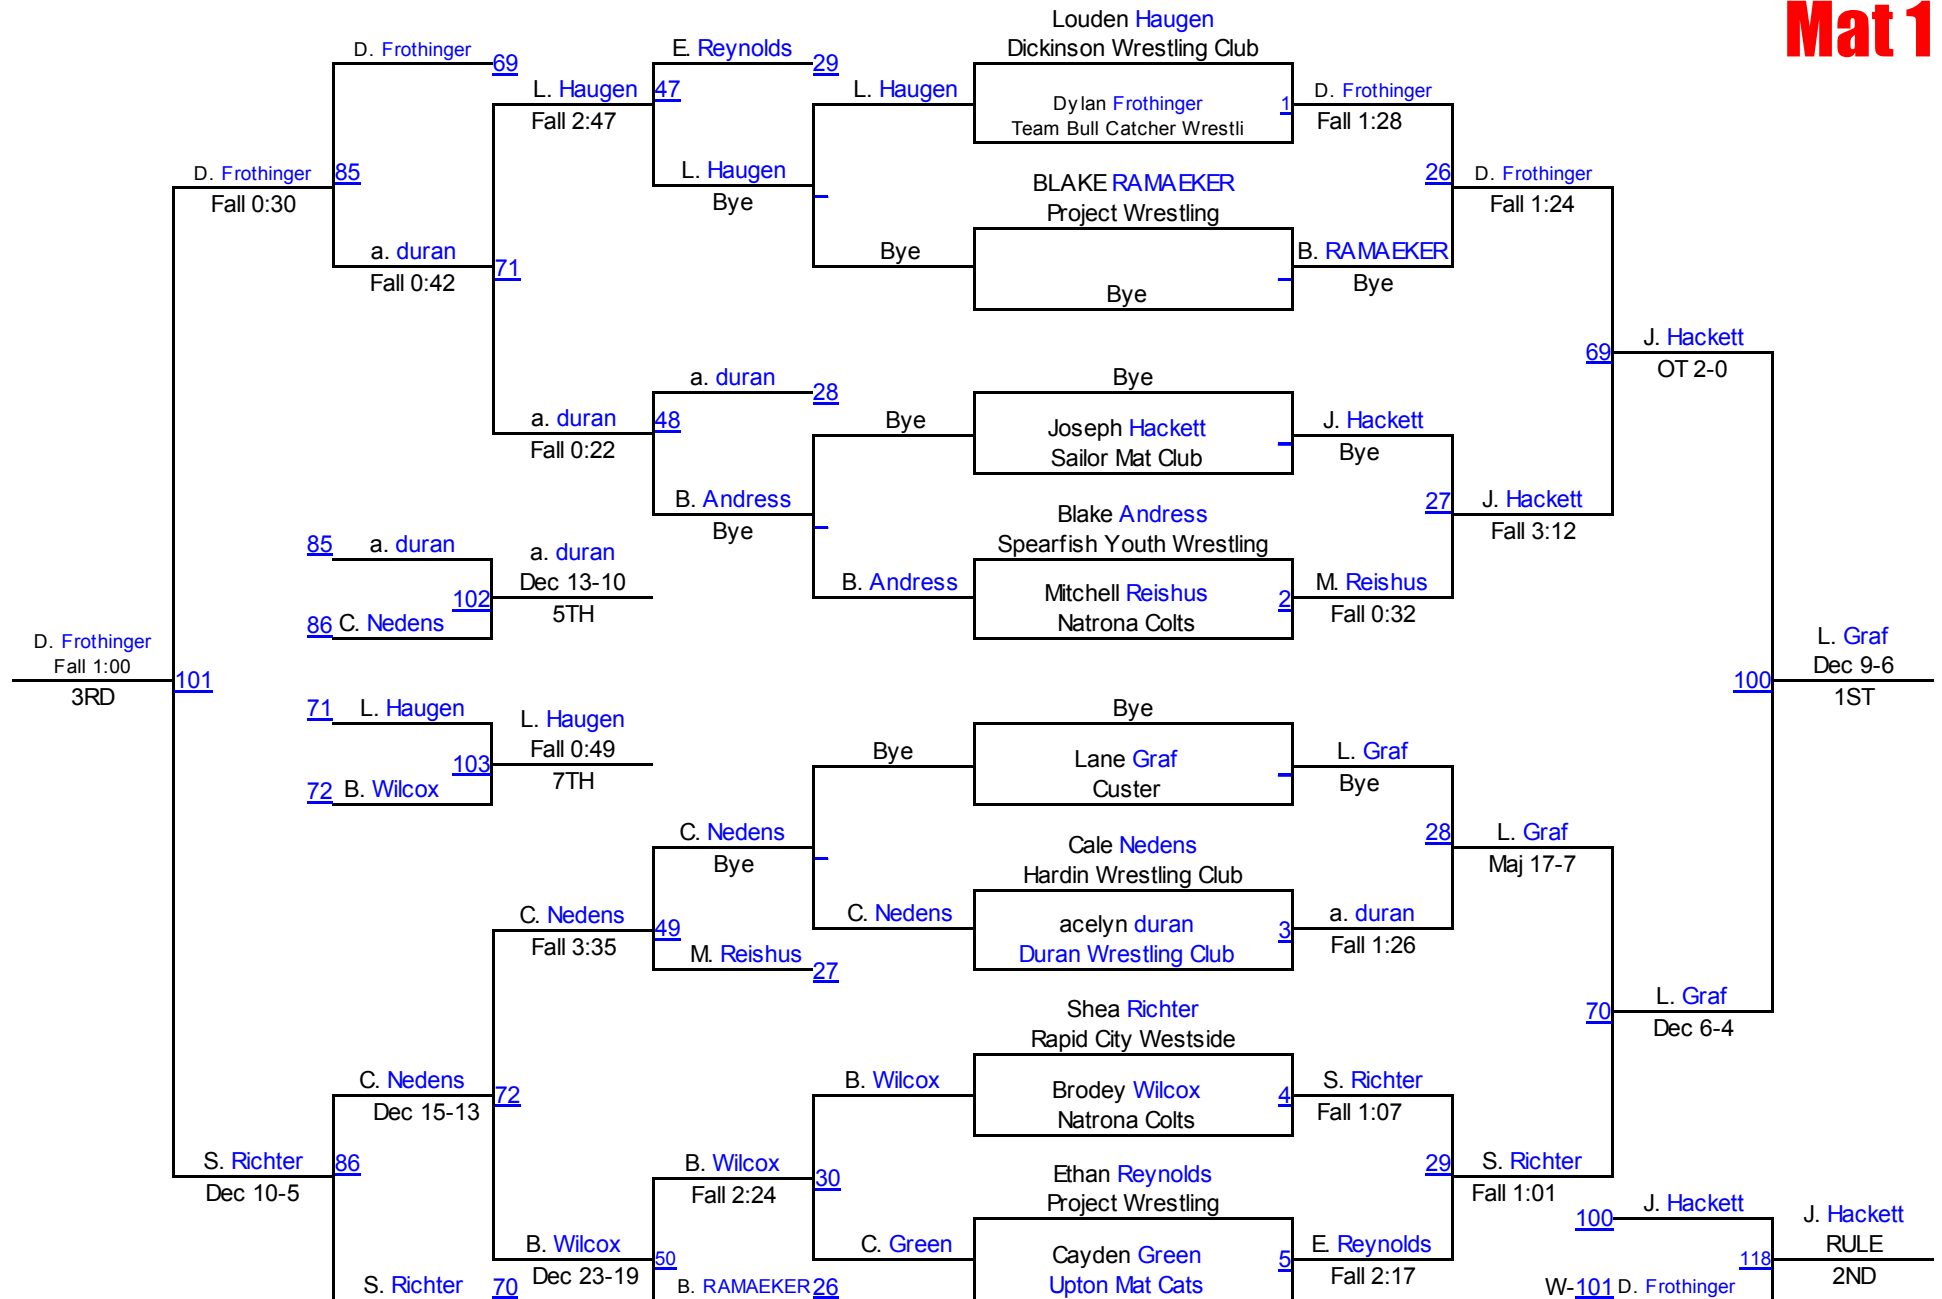 Mat 1
Louden Haugen
Dickinson Wrestling Club
D. Frothinger
69
E. Reynolds
29
L. Haugen
47
Fall 2:47
L. Haugen
Dylan Frothinger
Team Bull Catcher Wrestli
1
D. Frothinger
Fall 1:28
D. Frothinger
85
Fall 0:30
L. Haugen
Bye
BLAKE RAMAEKER
Project Wrestling
26
D. Frothinger
Fall 1:24
a. duran
Fall 0:42
71
Bye
Bye
B. RAMAEKER
Bye
69
J. Hackett
OT 2-0
a. duran
28
Bye
a. duran
48
Fall 0:22
Bye
Joseph Hackett
Sailor Mat Club
J. Hackett
Bye
B. Andress
Bye
Blake Andress
Spearfish Youth Wrestling
27
J. Hackett
Fall 3:12
85
a. duran
a. duran
Dec 13-10
102
5TH
86
C. Nedens
B. Andress
Mitchell Reishus
Natrona Colts
2
M. Reishus
Fall 0:32
D. Frothinger
Fall 1:00
3RD
101
L. Graf
Dec 9-6
100
1ST
71
L. Haugen
L. Haugen
Fall 0:49
103
7TH
72
B. Wilcox
Bye
Bye
Lane Graf
Custer
L. Graf
Bye
C. Nedens
Bye
Cale Nedens
Hardin Wrestling Club
28
L. Graf
Maj 17-7
C. Nedens
49
Fall 3:35
M. Reishus
27
C. Nedens
acelyn duran
Duran Wrestling Club
3
a. duran
Fall 1:26
Shea Richter
Rapid City Westside
70
L. Graf
Dec 6-4
C. Nedens
72
Dec 15-13
B. Wilcox
Brodey Wilcox
Natrona Colts
4
S. Richter
Fall 1:07
S. Richter
86
Dec 10-5
B. Wilcox
30
Fall 2:24
Ethan Reynolds
Project Wrestling
29
S. Richter
Fall 1:01
B. Wilcox
50
Dec 23-19
C. Green
Cayden Green
Upton Mat Cats
5
E. Reynolds
Fall 2:17
100
J. Hackett
J. Hackett
RULE
118
2ND
S. Richter
70
B. RAMAEKER
26
W-101
D. Frothinger